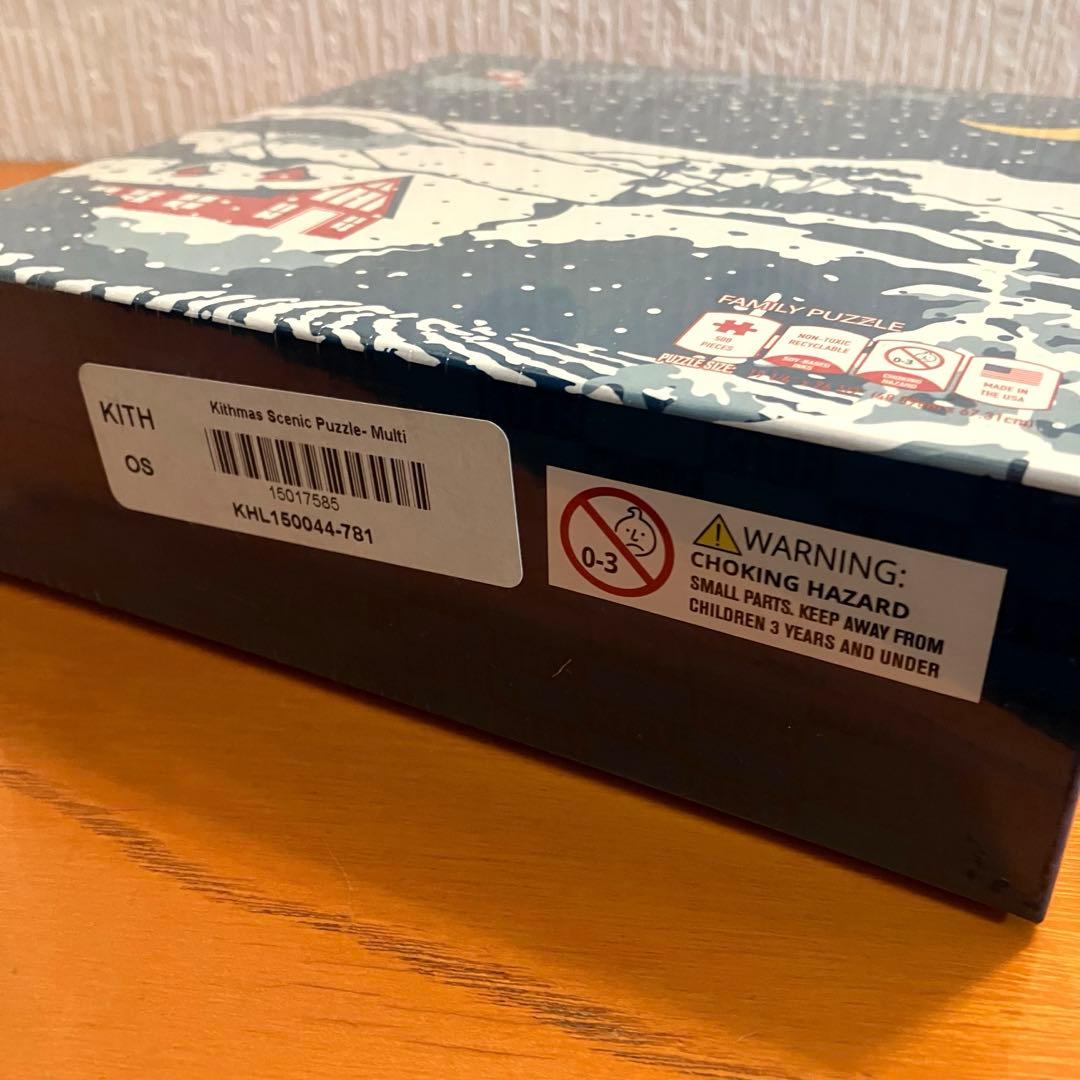 FAMILY PUZZLE
500
PIECES
NON-TOXIC
RECYCLABLE
SOY-BASED
INKS
0-3
CHOKING
HAZARD
MADE IN
THE USA
PUZZLE SIZE:
67.31cm)
KITH
OS
Kithmas Scenic Puzzle- Multi
15017585
KHL150044-781
0-3
WARNING:
CHOKING HAZARD
SMALL PARTS. KEEP AWAY FROM
CHILDREN 3 YEARS AND UNDER